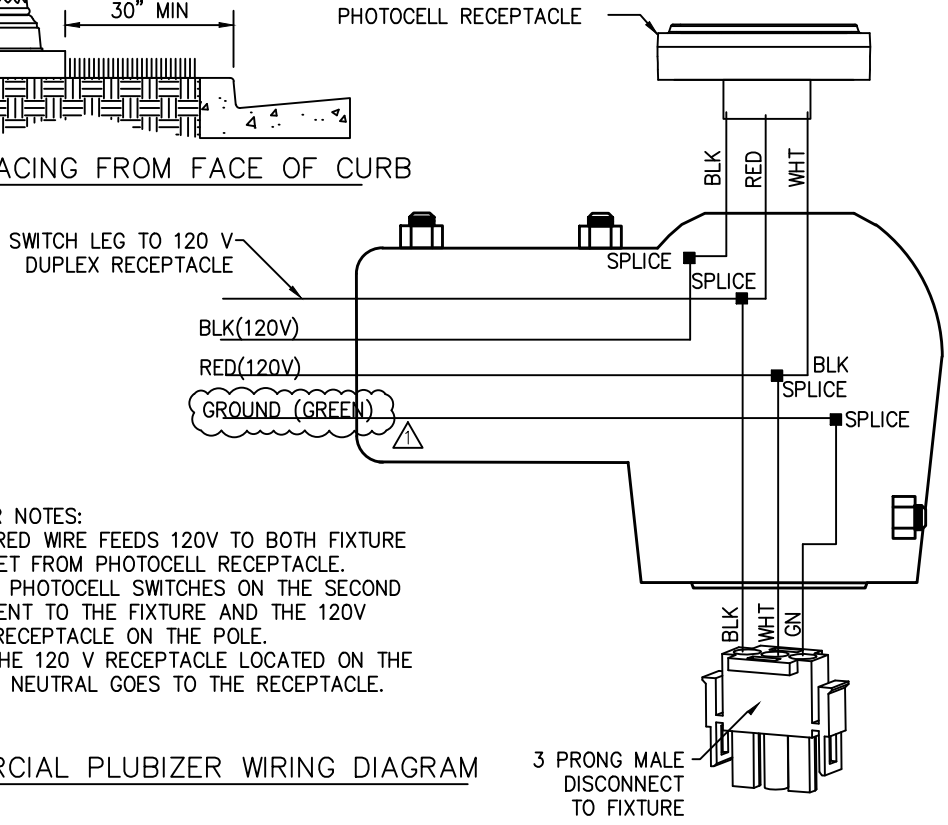 30" MIN
PHOTOCELL RECEPTACLE
ACING FROM FACE OF CURB
BLK
RED
WHT
SWITCH LEG TO 120 V
DUPLEX RECEPTACLE
SPLICE
SPLICE
BLK(120V)
RED(120V)
BLK
SPLICE
GROUND (GREEN)
1
SPLICE
R NOTES:
RED WIRE FEEDS 120V TO BOTH FIXTURE
ET FROM PHOTOCELL RECEPTACLE.
PHOTOCELL SWITCHES ON THE SECOND
ENT TO THE FIXTURE AND THE 120V
RECEPTACLE ON THE POLE.
HE 120 V RECEPTACLE LOCATED ON THE
NEUTRAL GOES TO THE RECEPTACLE.
BLK
WHT
GN
RCIAL PLUBIZER WIRING DIAGRAM
3 PRONG MALE
DISCONNECT
TO FIXTURE